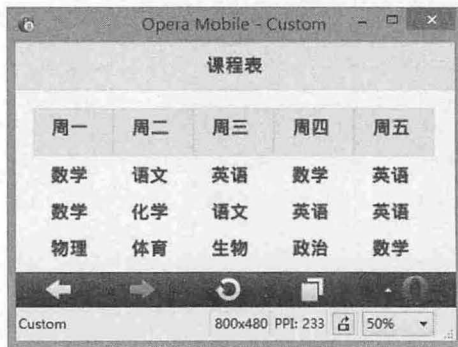 Opera Mobile - Custom
课程表
周一 周二 周三 周四 周五
数学 语文 英语 数学 英语
数学 化学 语文 英语 英语
物理 体育 生物 政治 数学
Custom 800x480 PPI: 233 50%